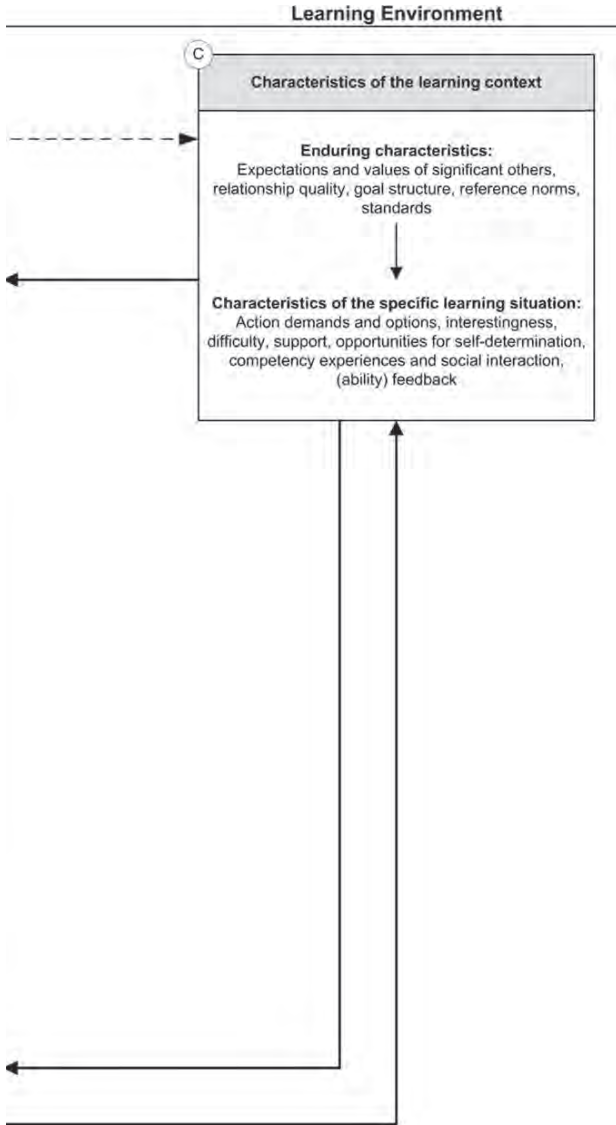 Learning Environment
C
Characteristics of the learning context
Enduring characteristics:
Expectations and values of significant others,
relationship quality, goal structure, reference norms,
standards
Characteristics of the specific learning situation:
Action demands and options, interestingness,
difficulty, support, opportunities for self-determination,
competency experiences and social interaction,
(ability) feedback